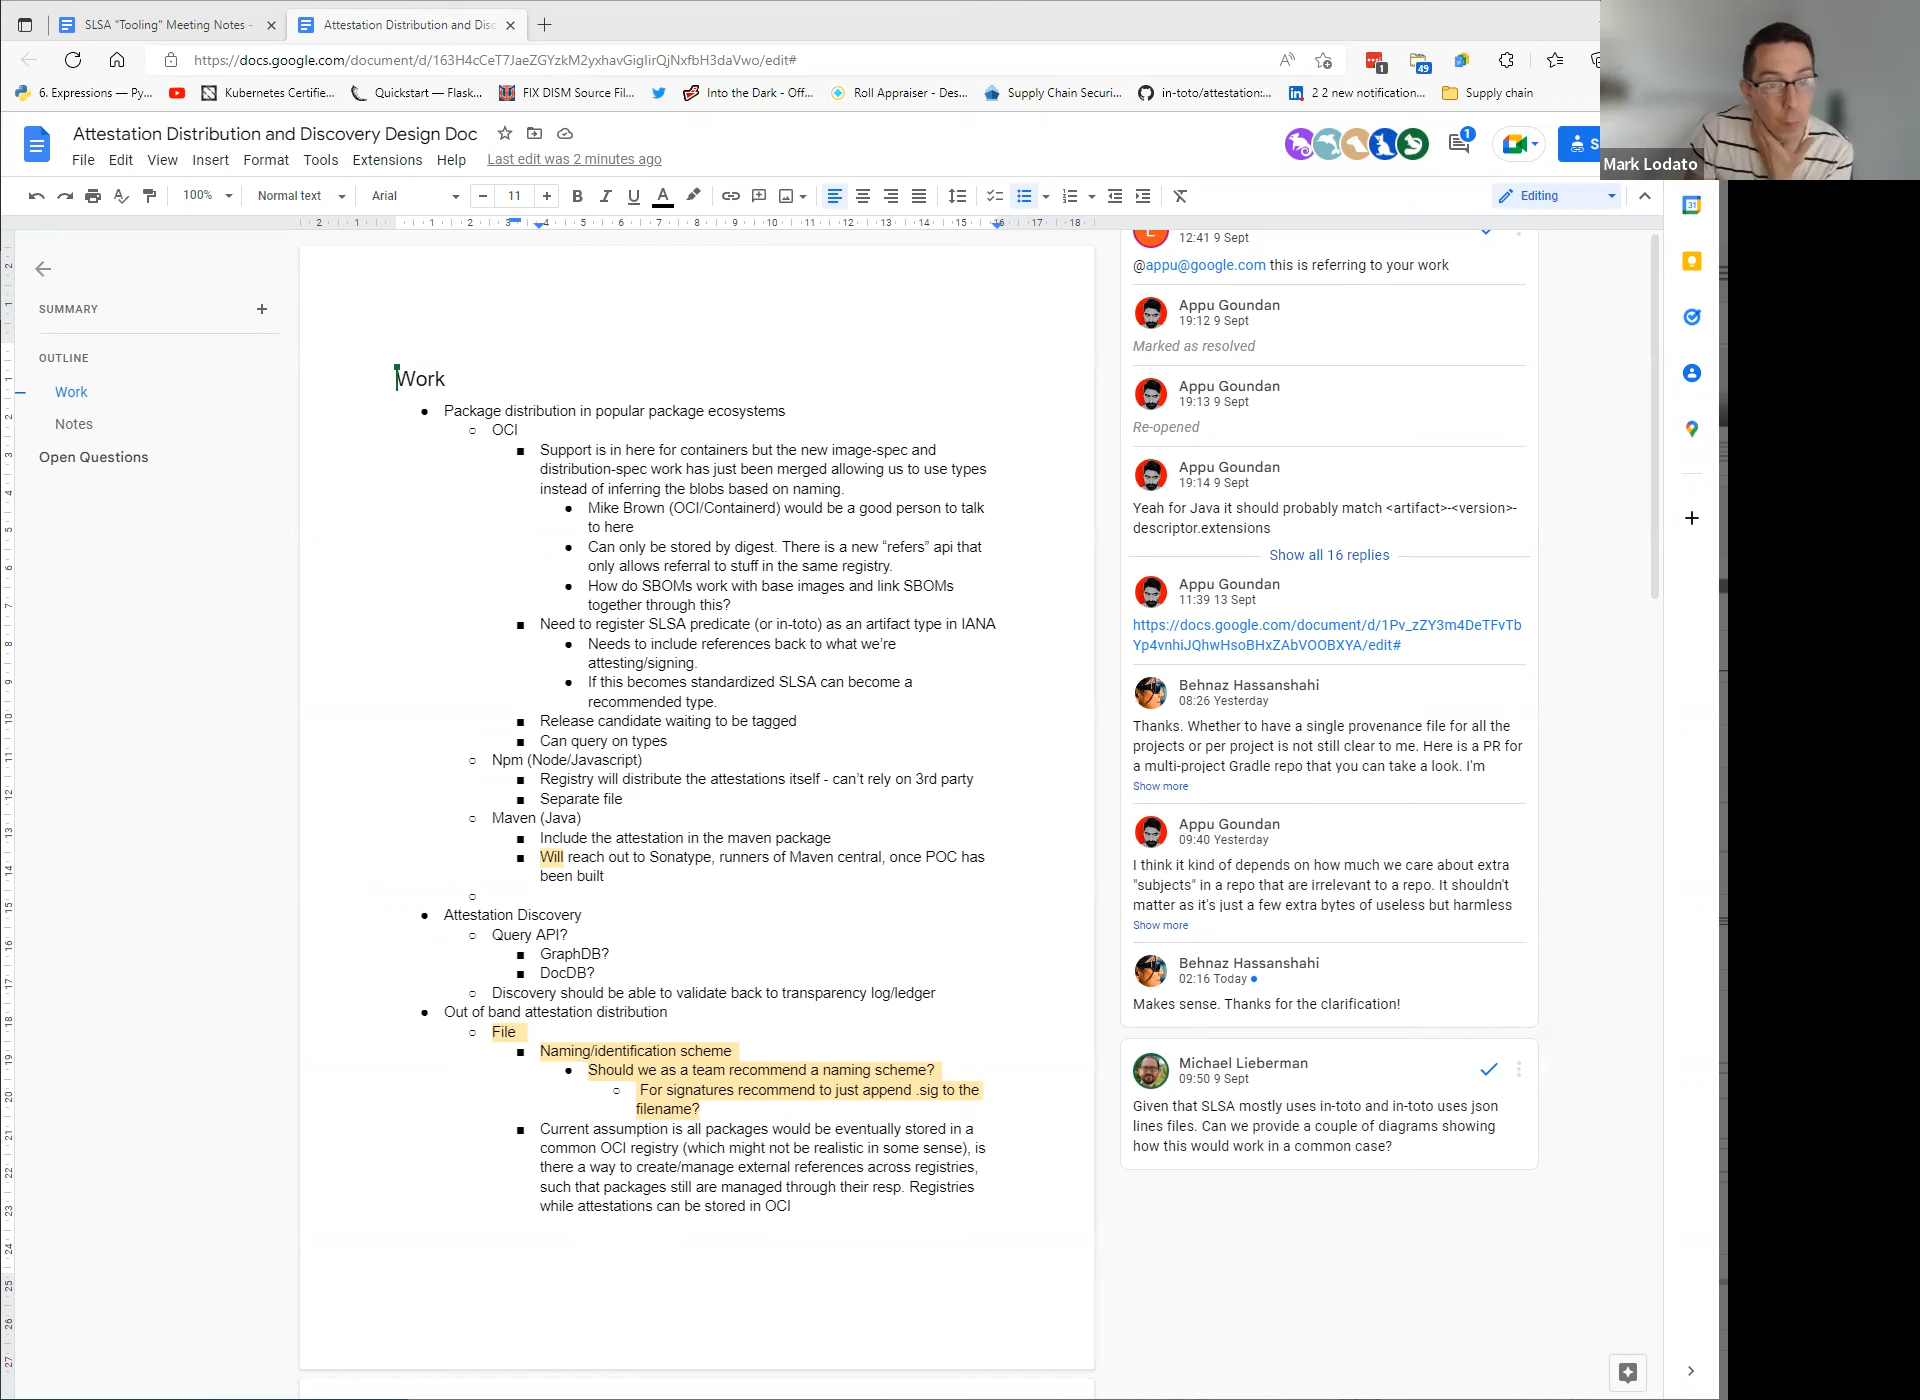 SLSA "Tooling" Meeting Notes -
Attestation Distribution and Disc
https://docs.google.com/document/d/163H4cCeT7JaeZGYzkM2yxhavGigIirQjNxfbH3daVwo/edit#
1
49
6. Expressions — Py...
Kubernetes Certifie...
Quickstart — Flask...
FIX DISM Source Fil...
Into the Dark - Off...
Roll Appraiser - Des...
Supply Chain Securi...
in-toto/attestation:...
2 2 new notification...
Supply chain
Mark Lodato
Attestation Distribution and Discovery Design Doc
File Edit View Insert Format Tools Extensions Help Last edit was 2 minutes ago
1
S
100% Normal text Arial 11 Editing
2 1 1 2 3 4 5 6 7 8 9 10 11 12 13 14 15 16 17 18
SUMMARY
OUTLINE
Work
Notes
Open Questions
Work
● Package distribution in popular package ecosystems
○ OCI
■ Support is in here for containers but the new image-spec and
distribution-spec work has just been merged allowing us to use types
instead of inferring the blobs based on naming.
● Mike Brown (OCI/Containerd) would be a good person to talk
to here
● Can only be stored by digest. There is a new “refers” api that
only allows referral to stuff in the same registry.
● How do SBOMs work with base images and link SBOMs
together through this?
■ Need to register SLSA predicate (or in-toto) as an artifact type in IANA
● Needs to include references back to what we’re
attesting/signing.
● If this becomes standardized SLSA can become a
recommended type.
■ Release candidate waiting to be tagged
■ Can query on types
○ Npm (Node/Javascript)
■ Registry will distribute the attestations itself - can’t rely on 3rd party
■ Separate file
○ Maven (Java)
■ Include the attestation in the maven package
■ Will reach out to Sonatype, runners of Maven central, once POC has
been built
○
● Attestation Discovery
○ Query API?
■ GraphDB?
■ DocDB?
○ Discovery should be able to validate back to transparency log/ledger
● Out of band attestation distribution
○ File
■ Naming/identification scheme
● Should we as a team recommend a naming scheme?
○ For signatures recommend to just append .sig to the
filename?
■ Current assumption is all packages would be eventually stored in a
common OCI registry (which might not be realistic in some sense), is
there a way to create/manage external references across registries,
such that packages still are managed through their resp. Registries
while attestations can be stored in OCI
12:41 9 Sept
@appu@google.com this is referring to your work
Appu Goundan
19:12 9 Sept
Marked as resolved
Appu Goundan
19:13 9 Sept
Re-opened
Appu Goundan
19:14 9 Sept
Yeah for Java it should probably match <artifact>-<version>-
descriptor.extensions
Show all 16 replies
Appu Goundan
11:39 13 Sept
https://docs.google.com/document/d/1Pv_zZY3m4DeTFvTb
Yp4vnhiJQhwHsoBHxZAbVOOBXYA/edit#
Behnaz Hassanshahi
08:26 Yesterday
Thanks. Whether to have a single provenance file for all the
projects or per project is not still clear to me. Here is a PR for
a multi-project Gradle repo that you can take a look. I'm
Show more
Appu Goundan
09:40 Yesterday
I think it kind of depends on how much we care about extra
"subjects" in a repo that are irrelevant to a repo. It shouldn't
matter as it's just a few extra bytes of useless but harmless
Show more
Behnaz Hassanshahi
02:16 Today
Makes sense. Thanks for the clarification!
Michael Lieberman
09:50 9 Sept
Given that SLSA mostly uses in-toto and in-toto uses json
lines files. Can we provide a couple of diagrams showing
how this would work in a common case?